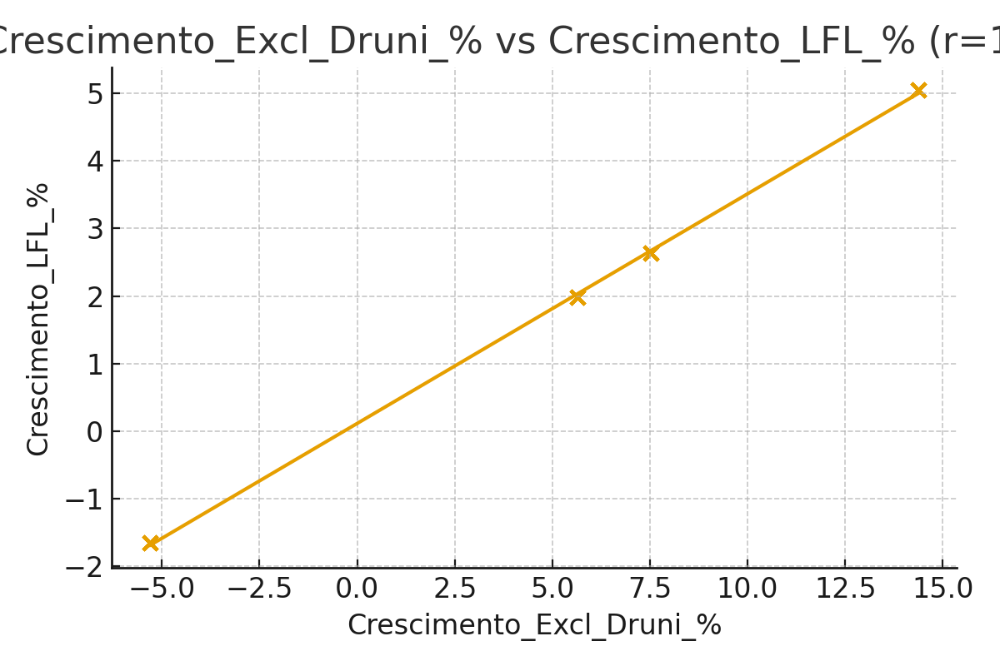 Crescimento_Excl_Druni_% vs Crescimento_LFL_% (r=1
5
4
3
2
1
0
−1
−2
Crescimento_LFL_%
−5.0 −2.5 0.0 2.5 5.0 7.5 10.0 12.5 15.0
Crescimento_Excl_Druni_%